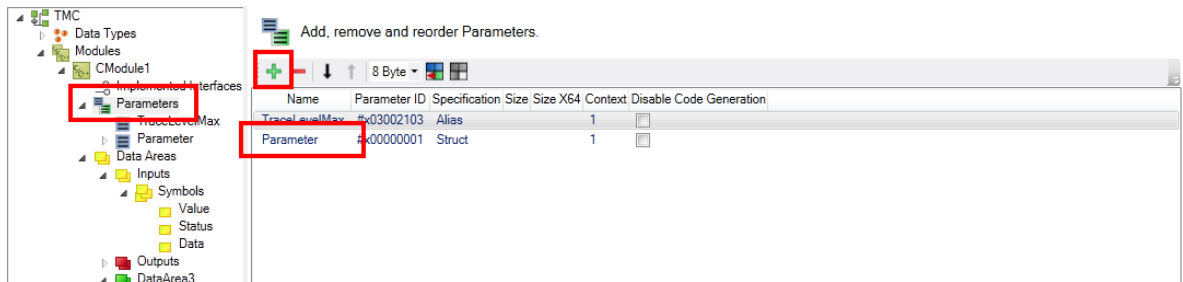 TMC
Data Types
Modules
CModule1
Implemented Interfaces
Parameters
TraceLevelMax
Parameter
Data Areas
Inputs
Symbols
Value
Status
Data
Outputs
DataArea3
Add, remove and reorder Parameters.
8 Byte
Name Parameter ID Specification Size Size X64 Context Disable Code Generation
TraceLevelMax #x03002103 Alias 1
Parameter #x00000001 Struct 1